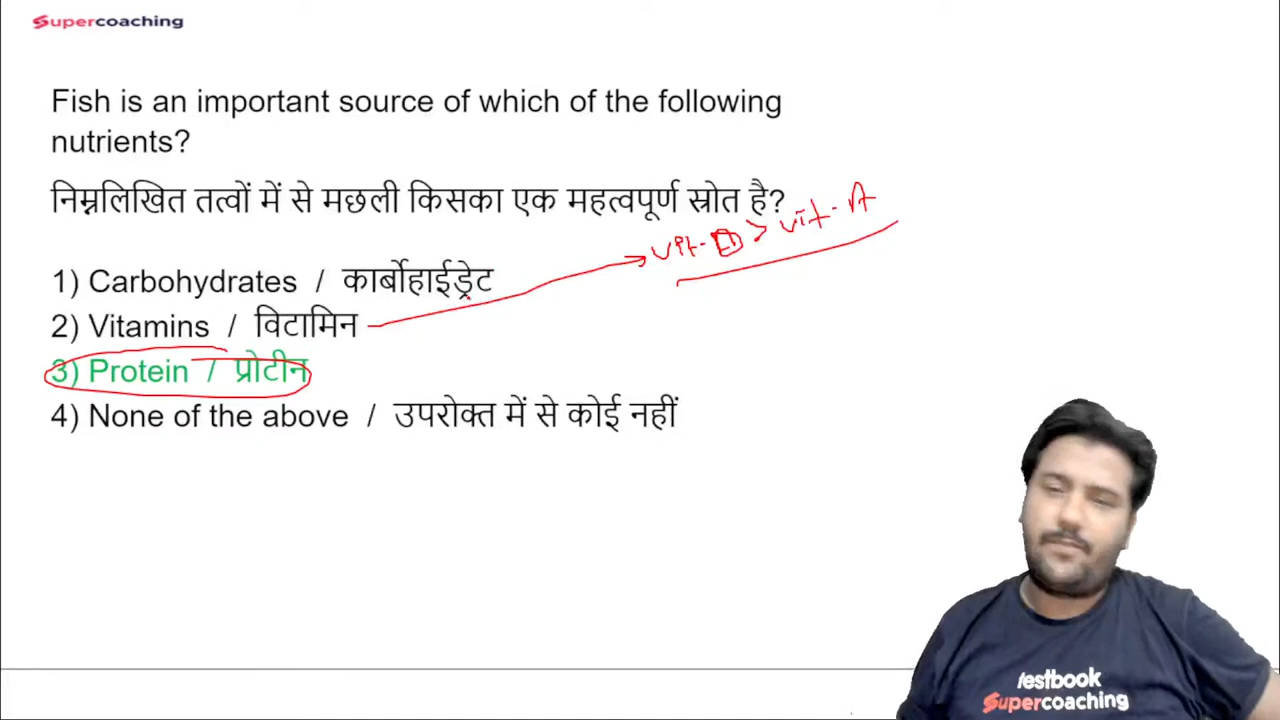 Supercoaching
Fish is an important source of which of the following
nutrients?
निम्नलिखित तत्वों में से मछली किसका एक महत्वपूर्ण स्रोत है?
vit-D > vit-A
1) Carbohydrates / कार्बोहाईड्रेट
2) Vitamins / विटामिन
3) Protein / प्रोटीन
4) None of the above / उपरोक्त में से कोई नहीं
testbook
Supercoaching